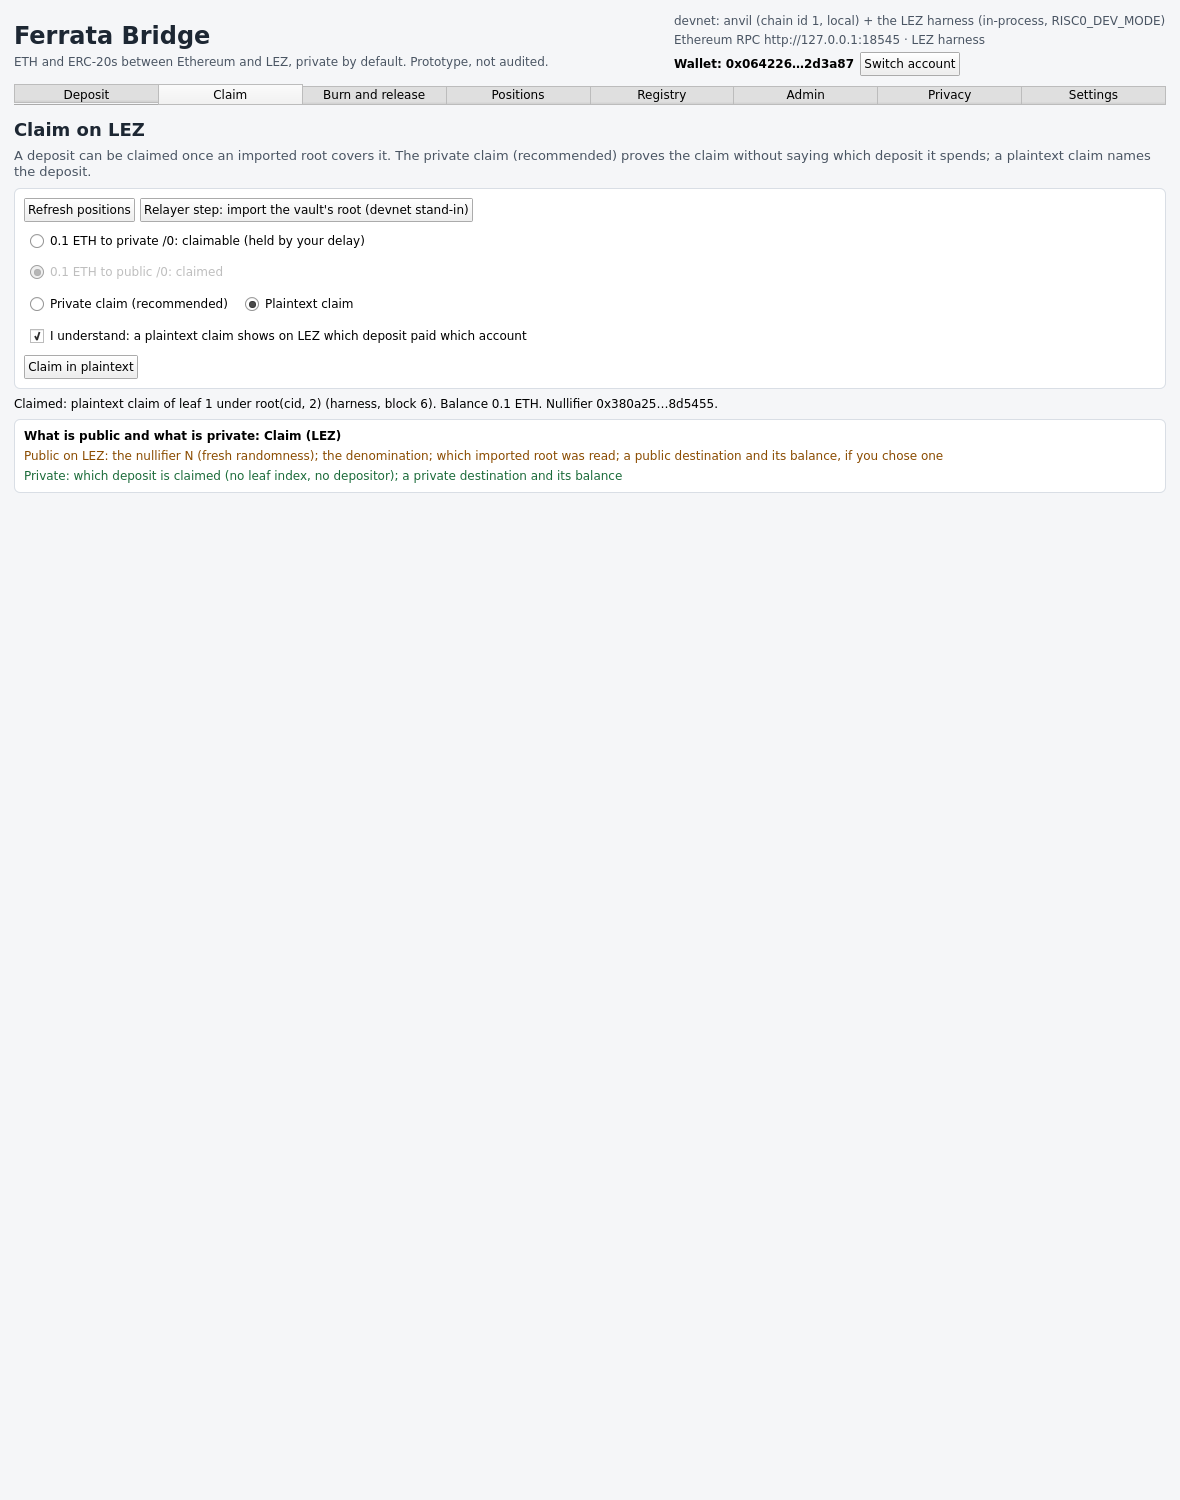 Ferrata Bridge
ETH and ERC-20s between Ethereum and LEZ, private by default. Prototype, not audited.
devnet: anvil (chain id 1, local) + the LEZ harness (in-process, RISC0_DEV_MODE)
Ethereum RPC http://127.0.0.1:18545 · LEZ harness
Wallet: 0x064226…2d3a87 Switch account
Deposit Claim Burn and release Positions Registry Admin Privacy Settings
Claim on LEZ
A deposit can be claimed once an imported root covers it. The private claim (recommended) proves the claim without saying which deposit it spends; a plaintext claim names
the deposit.
Refresh positions Relayer step: import the vault's root (devnet stand-in)
0.1 ETH to private /0: claimable (held by your delay)
0.1 ETH to public /0: claimed
Private claim (recommended) Plaintext claim
I understand: a plaintext claim shows on LEZ which deposit paid which account
Claim in plaintext
Claimed: plaintext claim of leaf 1 under root(cid, 2) (harness, block 6). Balance 0.1 ETH. Nullifier 0x380a25…8d5455.
What is public and what is private: Claim (LEZ)
Public on LEZ: the nullifier N (fresh randomness); the denomination; which imported root was read; a public destination and its balance, if you chose one
Private: which deposit is claimed (no leaf index, no depositor); a private destination and its balance